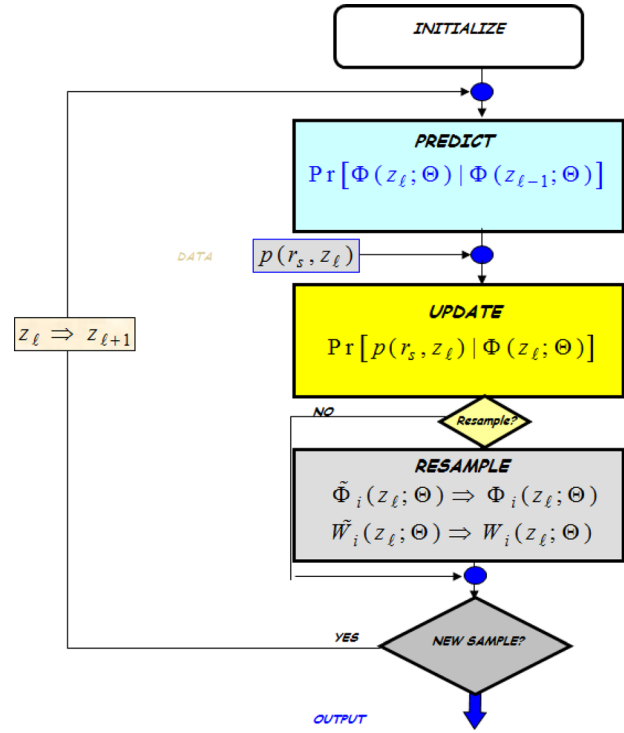 INITIALIZE
PREDICT
Pr[Φ(z_ℓ;Θ)|Φ(z_{ℓ-1};Θ)]
DATA
p(r_s,z_ℓ)
UPDATE
z_ℓ ⇒ z_{ℓ+1}
Pr[p(r_s,z_ℓ)|Φ(z_ℓ;Θ)]
NO
Resample?
RESAMPLE
Φ̃_i(z_ℓ;Θ) ⇒ Φ_i(z_ℓ;Θ)
W̃_i(z_ℓ;Θ) ⇒ W_i(z_ℓ;Θ)
YES
NEW SAMPLE?
OUTPUT